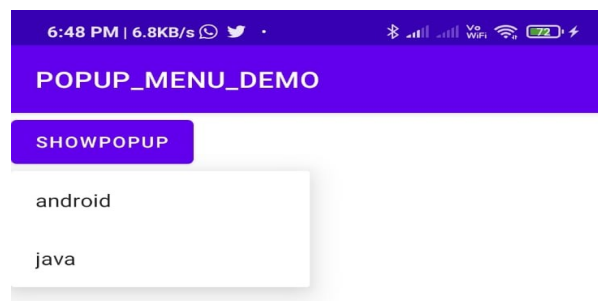 6:48 PM | 6.8KB/s
Vo WiFi 72
POPUP_MENU_DEMO
SHOWPOPUP
android
java